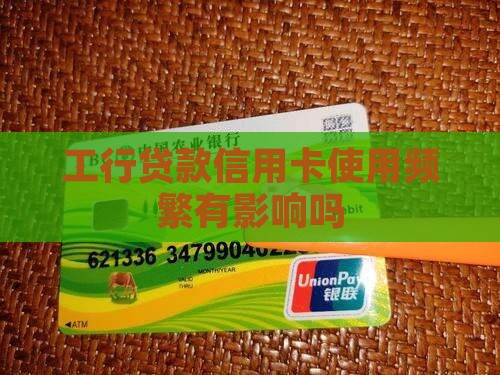 中国农业银行
工行贷款信用卡使用频
繁有影响吗
621336
MONTH/YEAR
VALID
THRU
UnionPay
银联
◀ATM